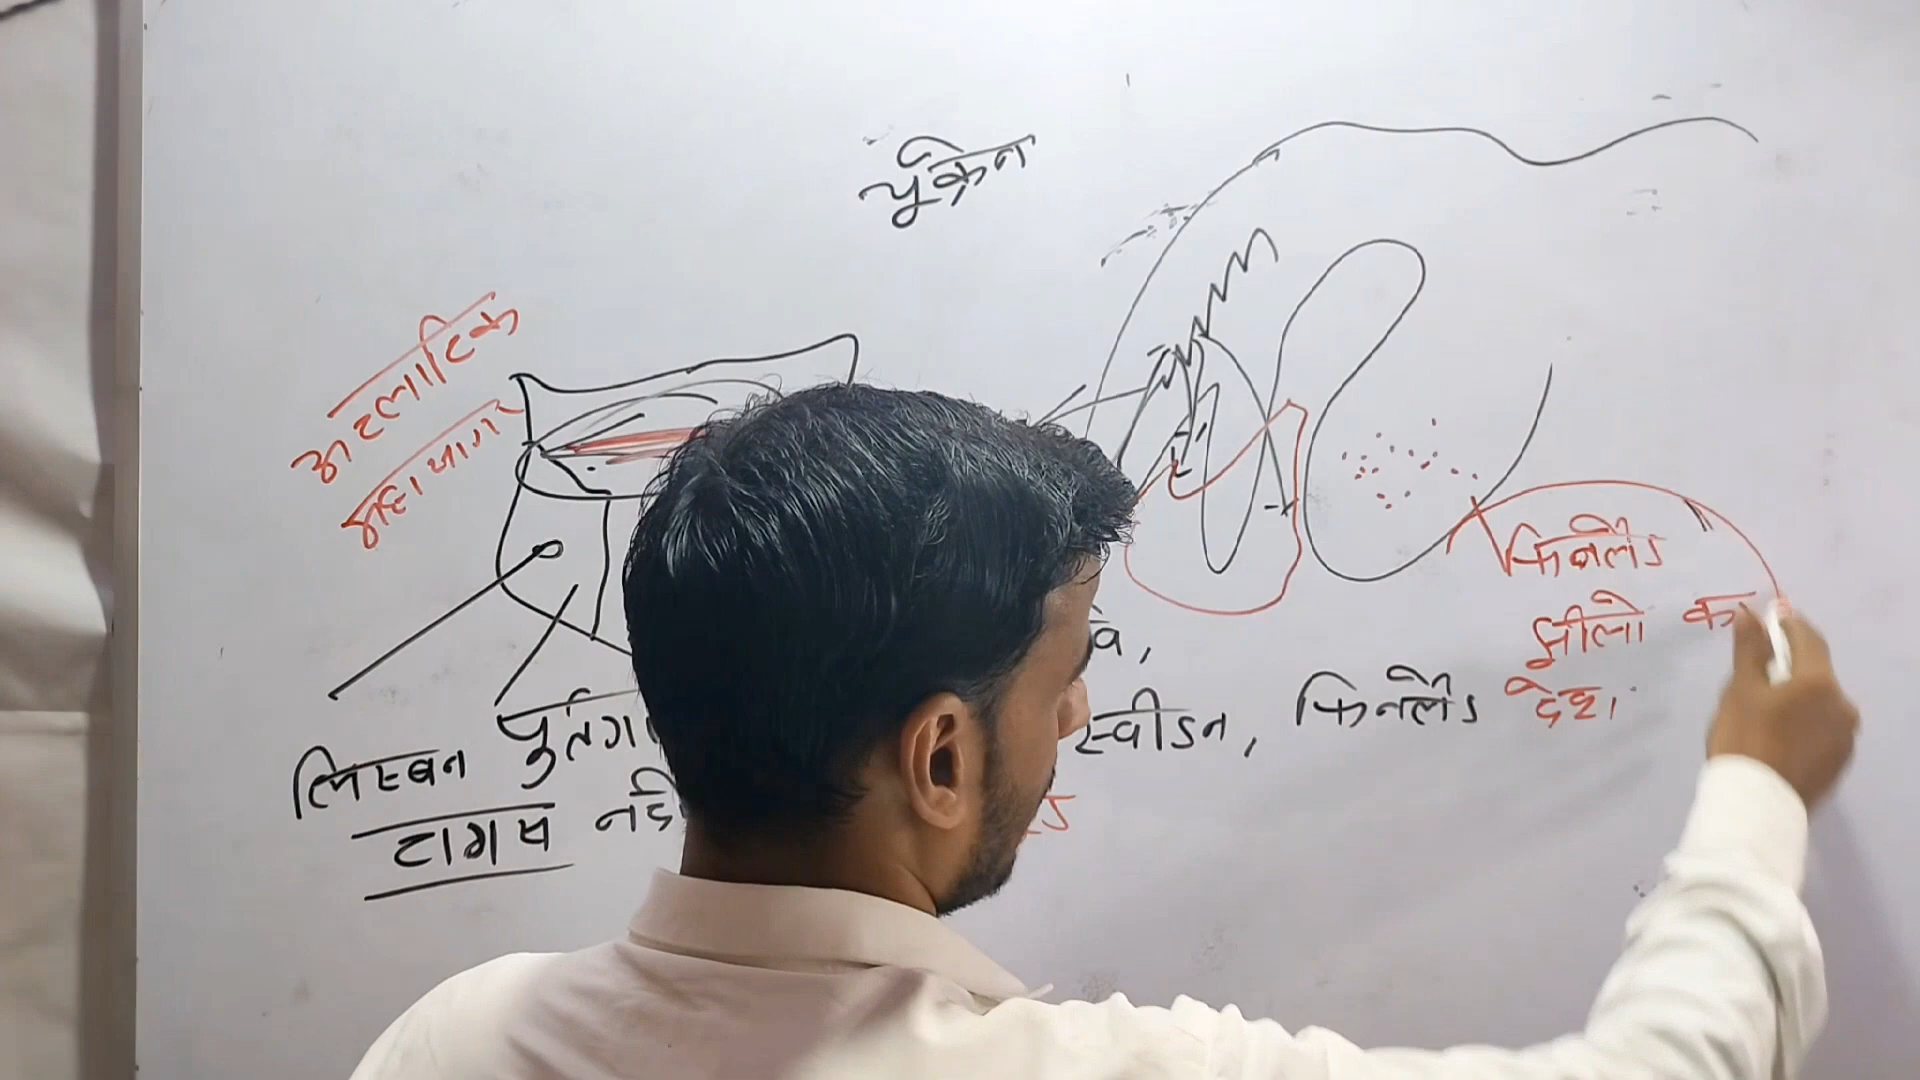 यूक्रेन
अटलांटिक
महासागर
फिनलैंड
झीलो का
देश।
लिस्बन पुर्तगा
स्वीडन, फिनलैंड
टागस नदि